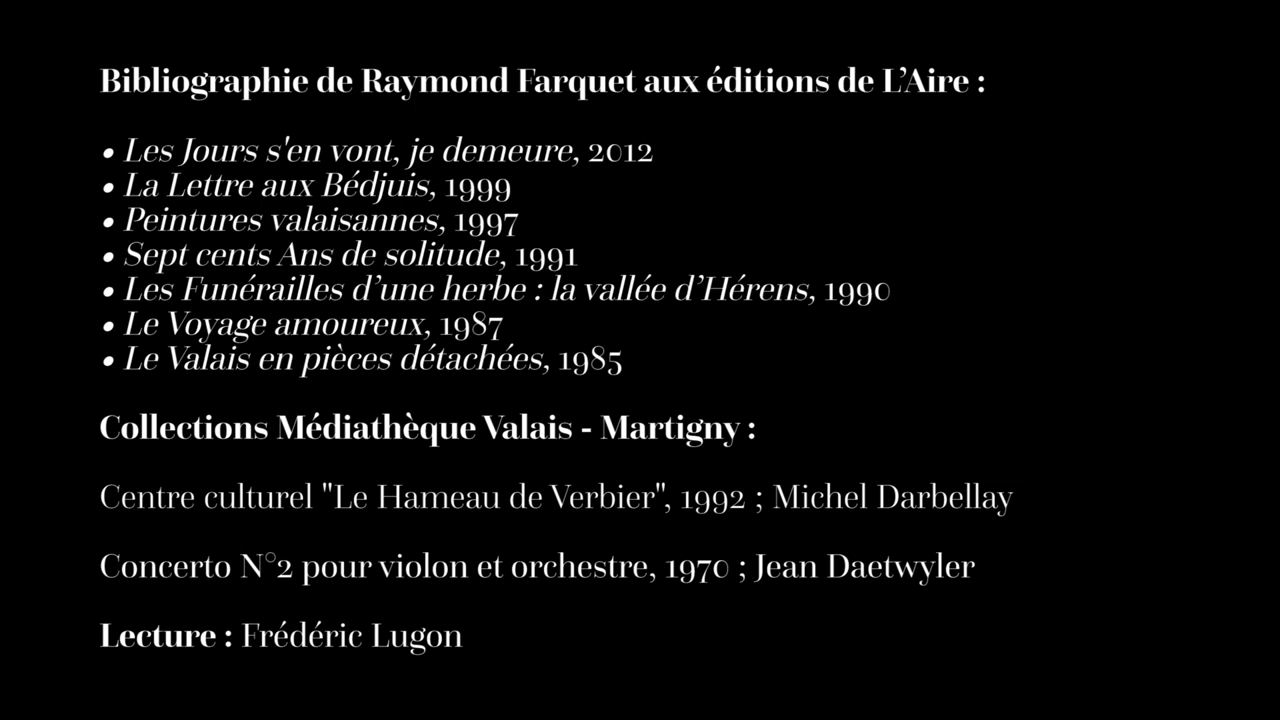 Bibliographie de Raymond Farquet aux éditions de L’Aire :
• Les Jours s'en vont, je demeure, 2012
• La Lettre aux Bédjuis, 1999
• Peintures valaisannes, 1997
• Sept cents Ans de solitude, 1991
• Les Funérailles d’une herbe : la vallée d’Hérens, 1990
• Le Voyage amoureux, 1987
• Le Valais en pièces détachées, 1985
Collections Médiathèque Valais - Martigny :
Centre culturel "Le Hameau de Verbier", 1992 ; Michel Darbellay
Concerto N°2 pour violon et orchestre, 1970 ; Jean Daetwyler
Lecture : Frédéric Lugon